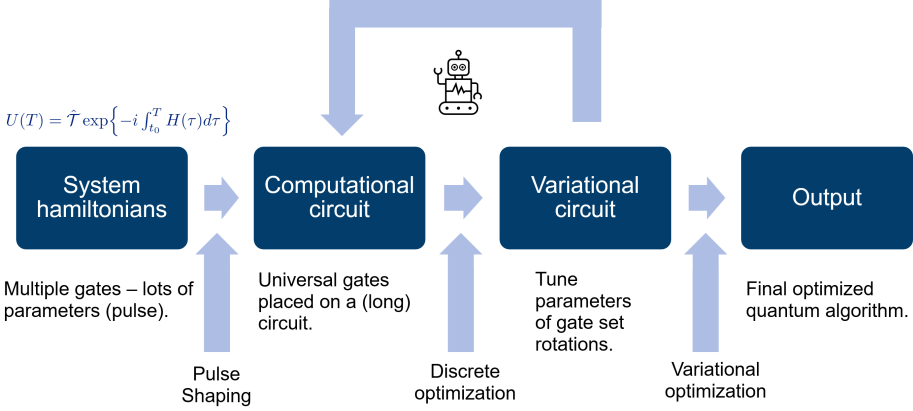 U(T) = \hat{\mathcal{T}} exp{−i ∫_{t_0}^{T} H(τ)dτ}
System
hamiltonians
Computational
circuit
Variational
circuit
Output
Multiple gates – lots of
parameters (pulse).
Universal gates
placed on a (long)
circuit.
Tune
parameters
of gate set
rotations.
Final optimized
quantum algorithm.
Pulse
Shaping
Discrete
optimization
Variational
optimization